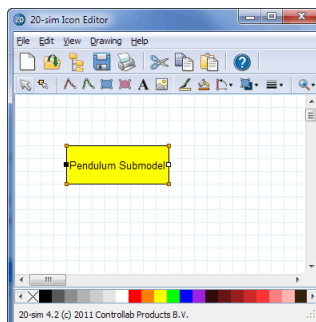 20-sim Icon Editor
File Edit View Drawing Help
A
Pendulum Submodel
20-sim 4.2 (c) 2011 Controllab Products B.V.